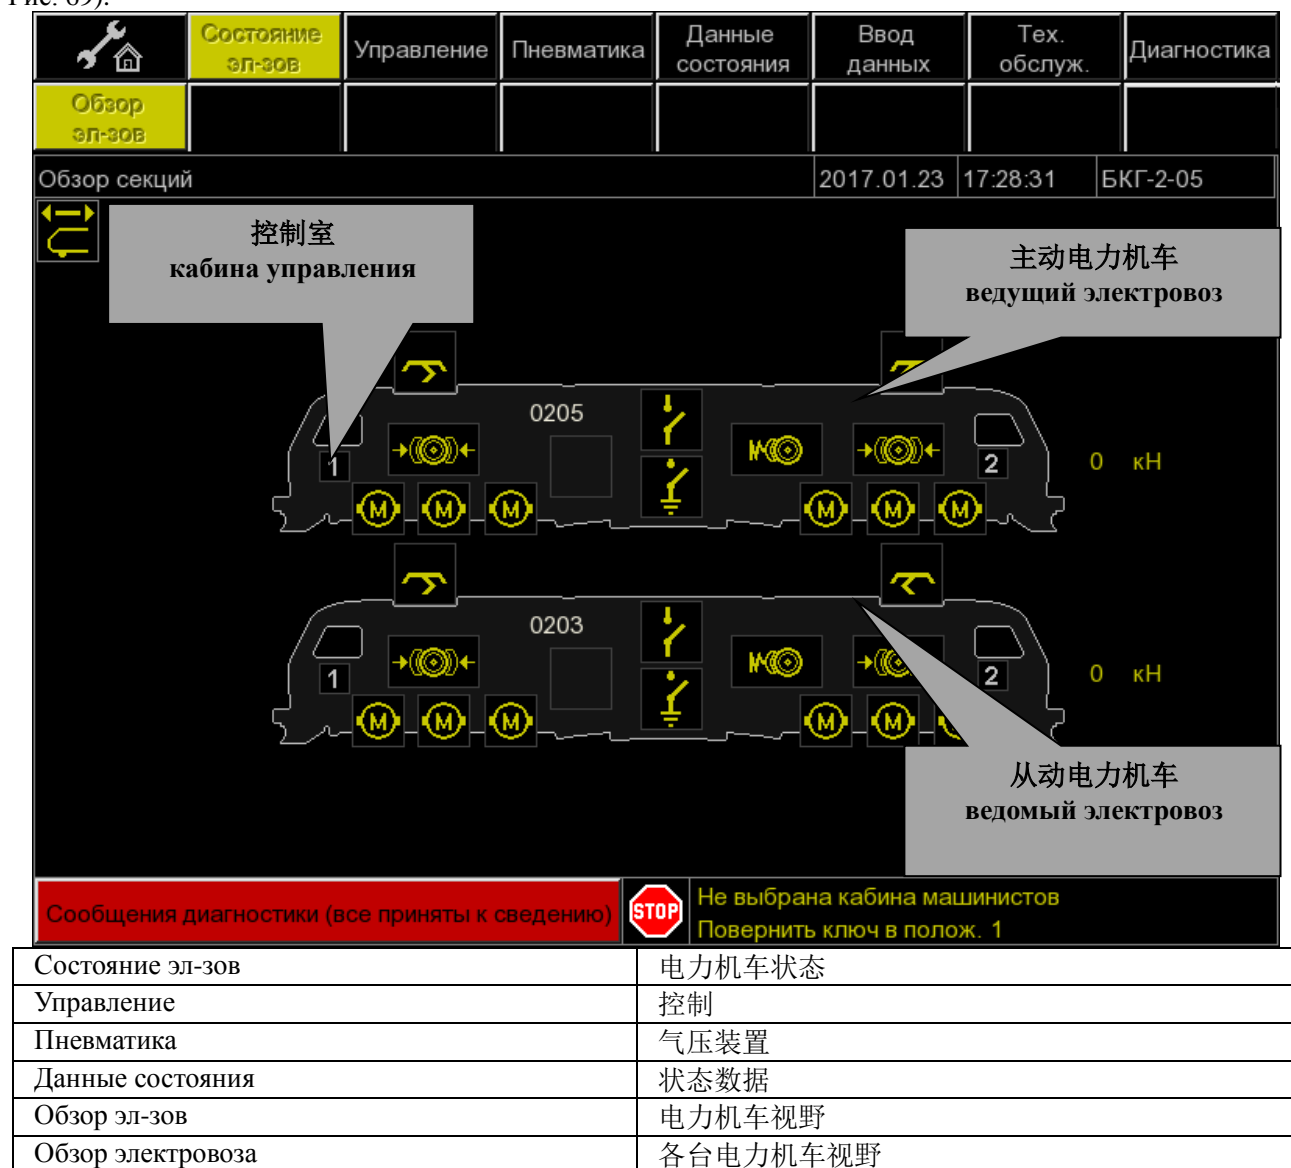 Рис. 69).
Состояние эл-зов
Управление
Пневматика
Данные состояния
Ввод данных
Тех. обслуж.
Диагностика
Обзор эл-зов
Обзор секций
2017.01.23
17:28:31
БКГ-2-05
控制室
кабина управления
主动电力机车
ведущий электровоз
0205
1
2
0 кН
M M M M M M
0203
1
2
0 кН
M M M M M
从动电力机车
ведомый электровоз
Сообщения диагностики (все приняты к сведению)
STOP
Не выбрана кабина машинистов
Повернить ключ в полож. 1
Состояние эл-зов 电力机车状态
Управление 控制
Пневматика 气压装置
Данные состояния 状态数据
Обзор эл-зов 电力机车视野
Обзор электровоза 各台电力机车视野